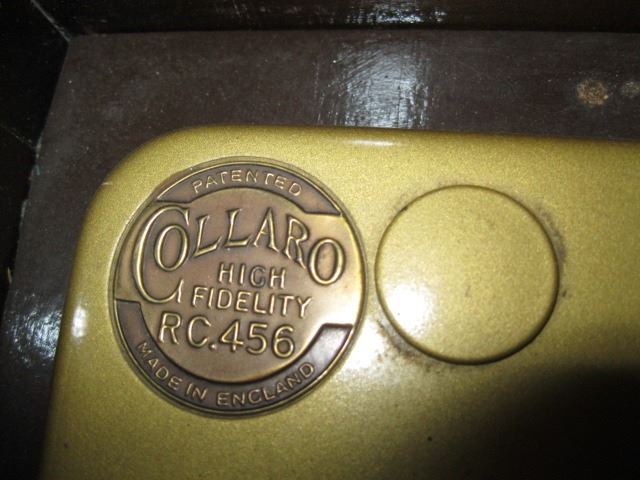 PATENTED
COLLARO
HIGH
FIDELITY
RC.456
MADE IN ENGLAND